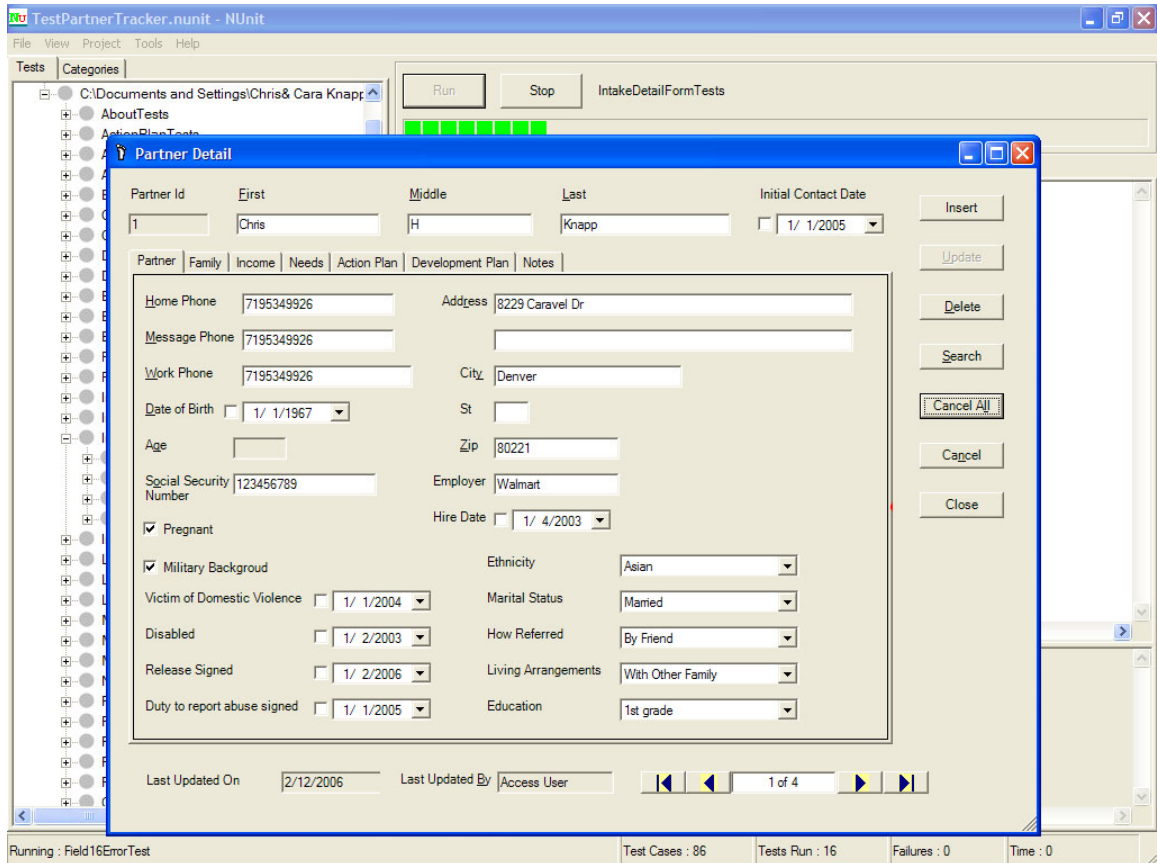 TestPartnerTracker.nunit - NUnit
File View Project Tools Help
Tests Categories
C:\Documents and Settings\Chris& Cara Knapp
Run Stop IntakeDetailFormTests
AboutTests
ActionPlanTests
Partner Detail
Partner Id First Middle Last Initial Contact Date
1 Chris H Knapp 1/ 1/2005
Insert
Update
Delete
Search
Cancel All
Cancel
Close
Partner Family Income Needs Action Plan Development Plan Notes
Home Phone 7195349926 Address 8229 Caravel Dr
Message Phone 7195349926
Work Phone 7195349926 City Denver
Date of Birth 1/ 1/1967 St
Age Zip 80221
Social Security Number 123456789 Employer Walmart
Hire Date 1/ 4/2003
Pregnant
Military Backgroud Ethnicity Asian
Victim of Domestic Violence 1/ 1/2004 Marital Status Married
Disabled 1/ 2/2003 How Referred By Friend
Release Signed 1/ 2/2006 Living Arrangements With Other Family
Duty to report abuse signed 1/ 1/2005 Education 1st grade
Last Updated On 2/12/2006 Last Updated By Access User 1 of 4
Running : Field16ErrorTest Test Cases : 86 Tests Run : 16 Failures : 0 Time : 0